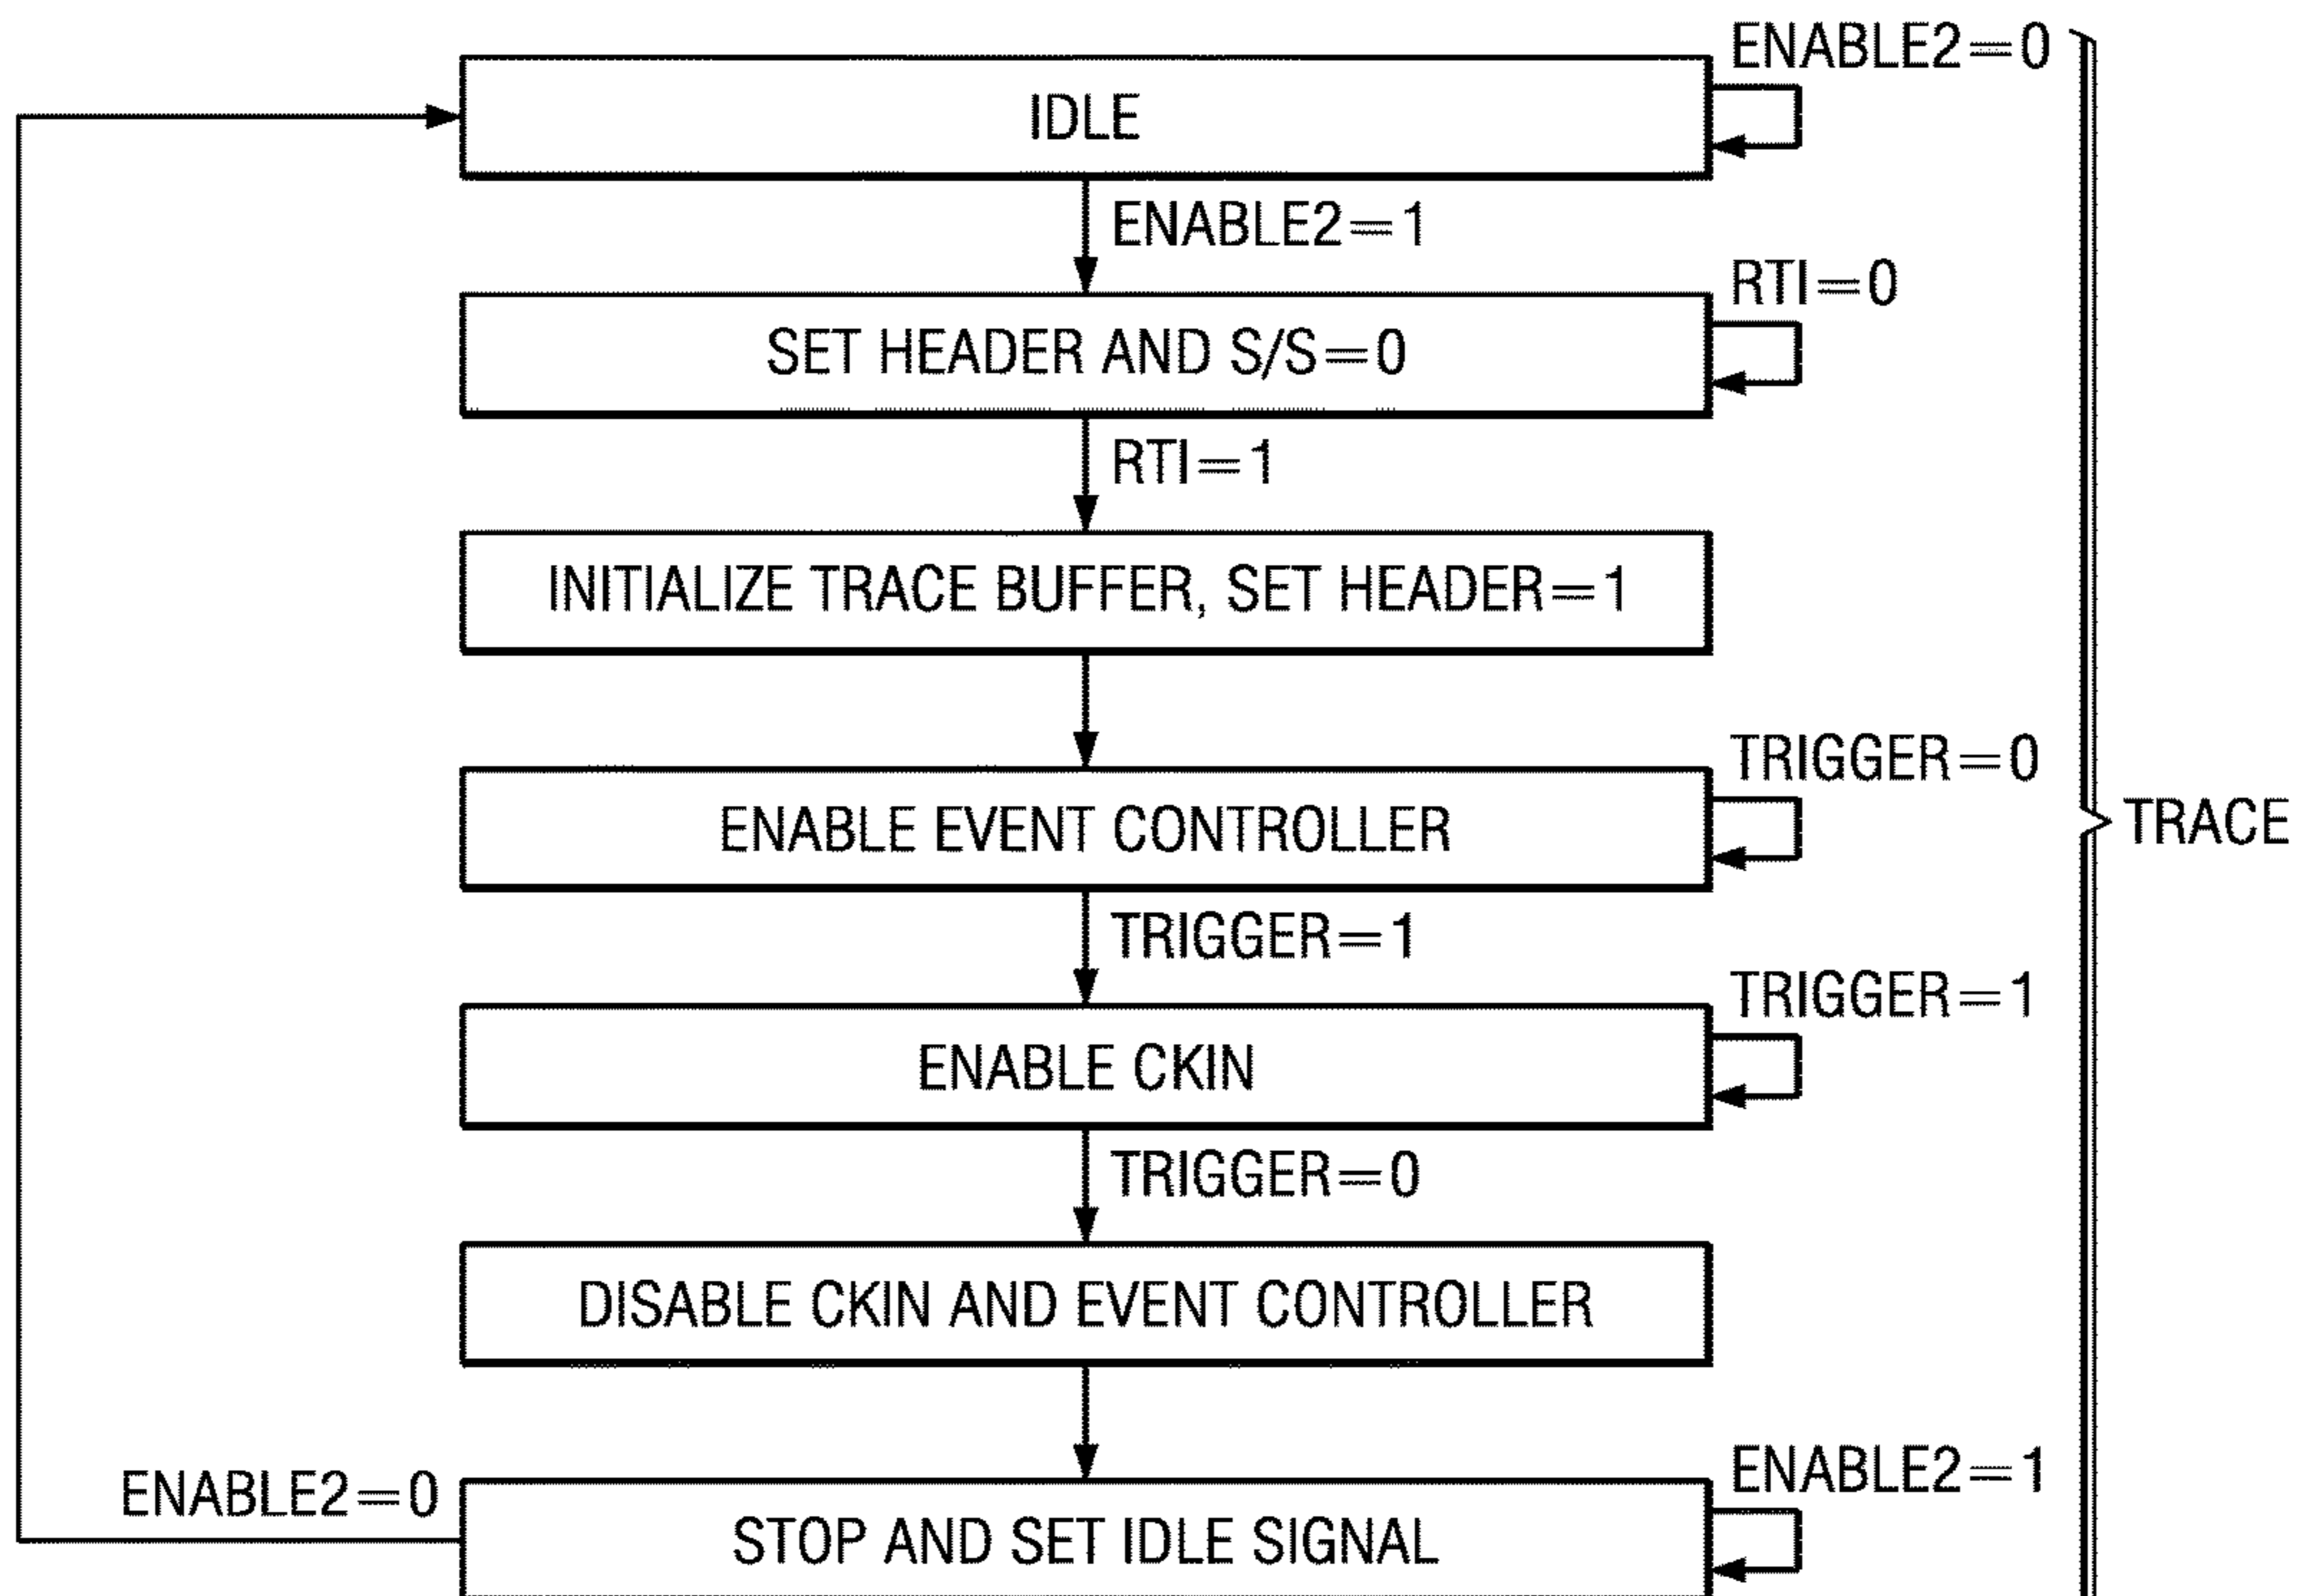 ENABLE2=0
IDLE
ENABLE2=1
RTI=0
SET HEADER AND S/S=0
RTI=1
INITIALIZE TRACE BUFFER, SET HEADER=1
TRIGGER=0
ENABLE EVENT CONTROLLER
TRACE
TRIGGER=1
TRIGGER=1
ENABLE CKIN
TRIGGER=0
DISABLE CKIN AND EVENT CONTROLLER
ENABLE2=1
ENABLE2=0
STOP AND SET IDLE SIGNAL